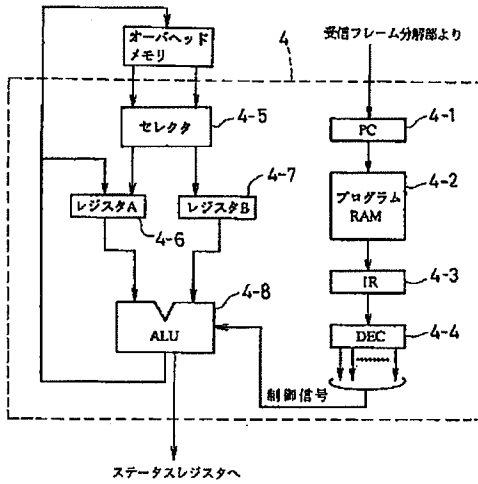 オーバヘッド
メモリ
4
受信フレーム分解部より
セレクタ
4-5
PC
4-1
レジスタA
4-6
レジスタB
4-7
プログラム
RAM
4-2
IR
4-3
ALU
4-8
DEC
4-4
制御信号
ステータスレジスタへ